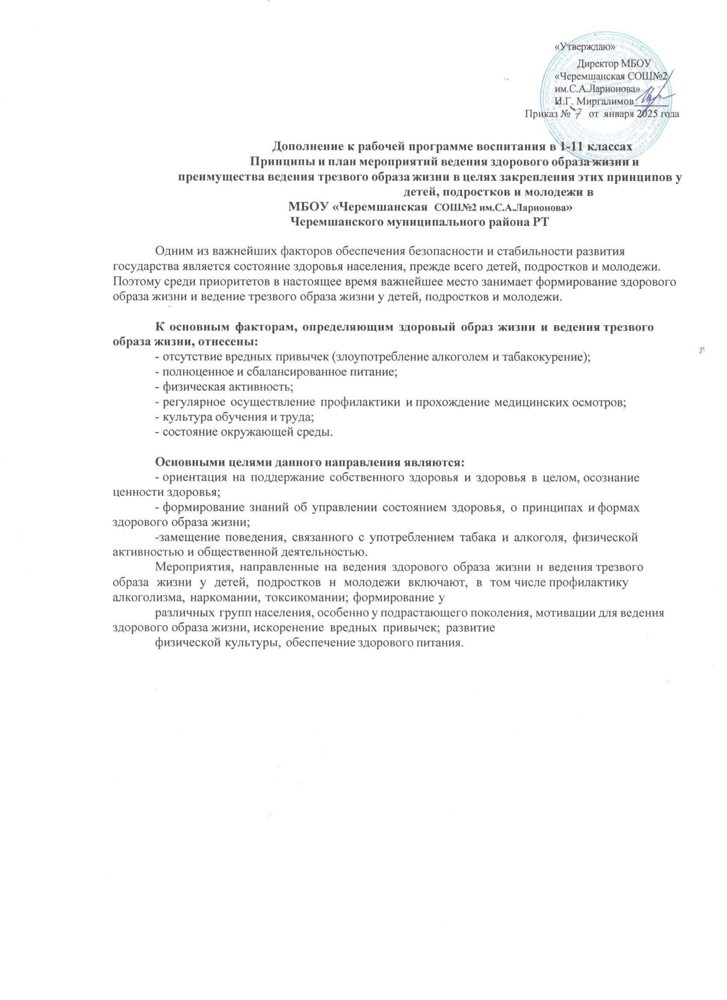 «Утверждаю»
Директор МБОУ
«Черемшанская СОШ№2
им.С.А.Ларионова»
И.Г. Миргалимов
Приказ № 7 от января 2025 года
Дополнение к рабочей программе воспитания в 1-11 классах
Принципы и план мероприятий ведения здорового образа жизни и
преимущества ведения трезвого образа жизни в целях закрепления этих принципов у
детей, подростков и молодежи в
МБОУ «Черемшанская СОШ№2 им.С.А.Ларионова»
Черемшанского муниципального района РТ
Одним из важнейших факторов обеспечения безопасности и стабильности развития
государства является состояние здоровья населения, прежде всего детей, подростков и молодежи.
Поэтому среди приоритетов в настоящее время важнейшее место занимает формирование здорового
образа жизни и ведение трезвого образа жизни у детей, подростков и молодежи.
К основным факторам, определяющим здоровый образ жизни и ведения трезвого
образа жизни, отнесены:
- отсутствие вредных привычек (злоупотребление алкоголем и табакокурение);
- полноценное и сбалансированное питание;
- физическая активность;
- регулярное осуществление профилактики и прохождение медицинских осмотров;
- культура обучения и труда;
- состояние окружающей среды.
Основными целями данного направления являются:
- ориентация на поддержание собственного здоровья и здоровья в целом, осознание
ценности здоровья;
- формирование знаний об управлении состоянием здоровья, о принципах и формах
здорового образа жизни;
-замещение поведения, связанного с употреблением табака и алкоголя, физической
активностью и общественной деятельностью.
Мероприятия, направленные на ведения здорового образа жизни н ведения трезвого
образа жизни у детей, подростков н молодежи включают, в том числе профилактику
алкоголизма, наркомании, токсикомании; формирование у
различных групп населения, особенно у подрастающего поколения, мотивации для ведения
здорового образа жизни, искоренение вредных привычек; развитие
физической культуры, обеспечение здорового питания.